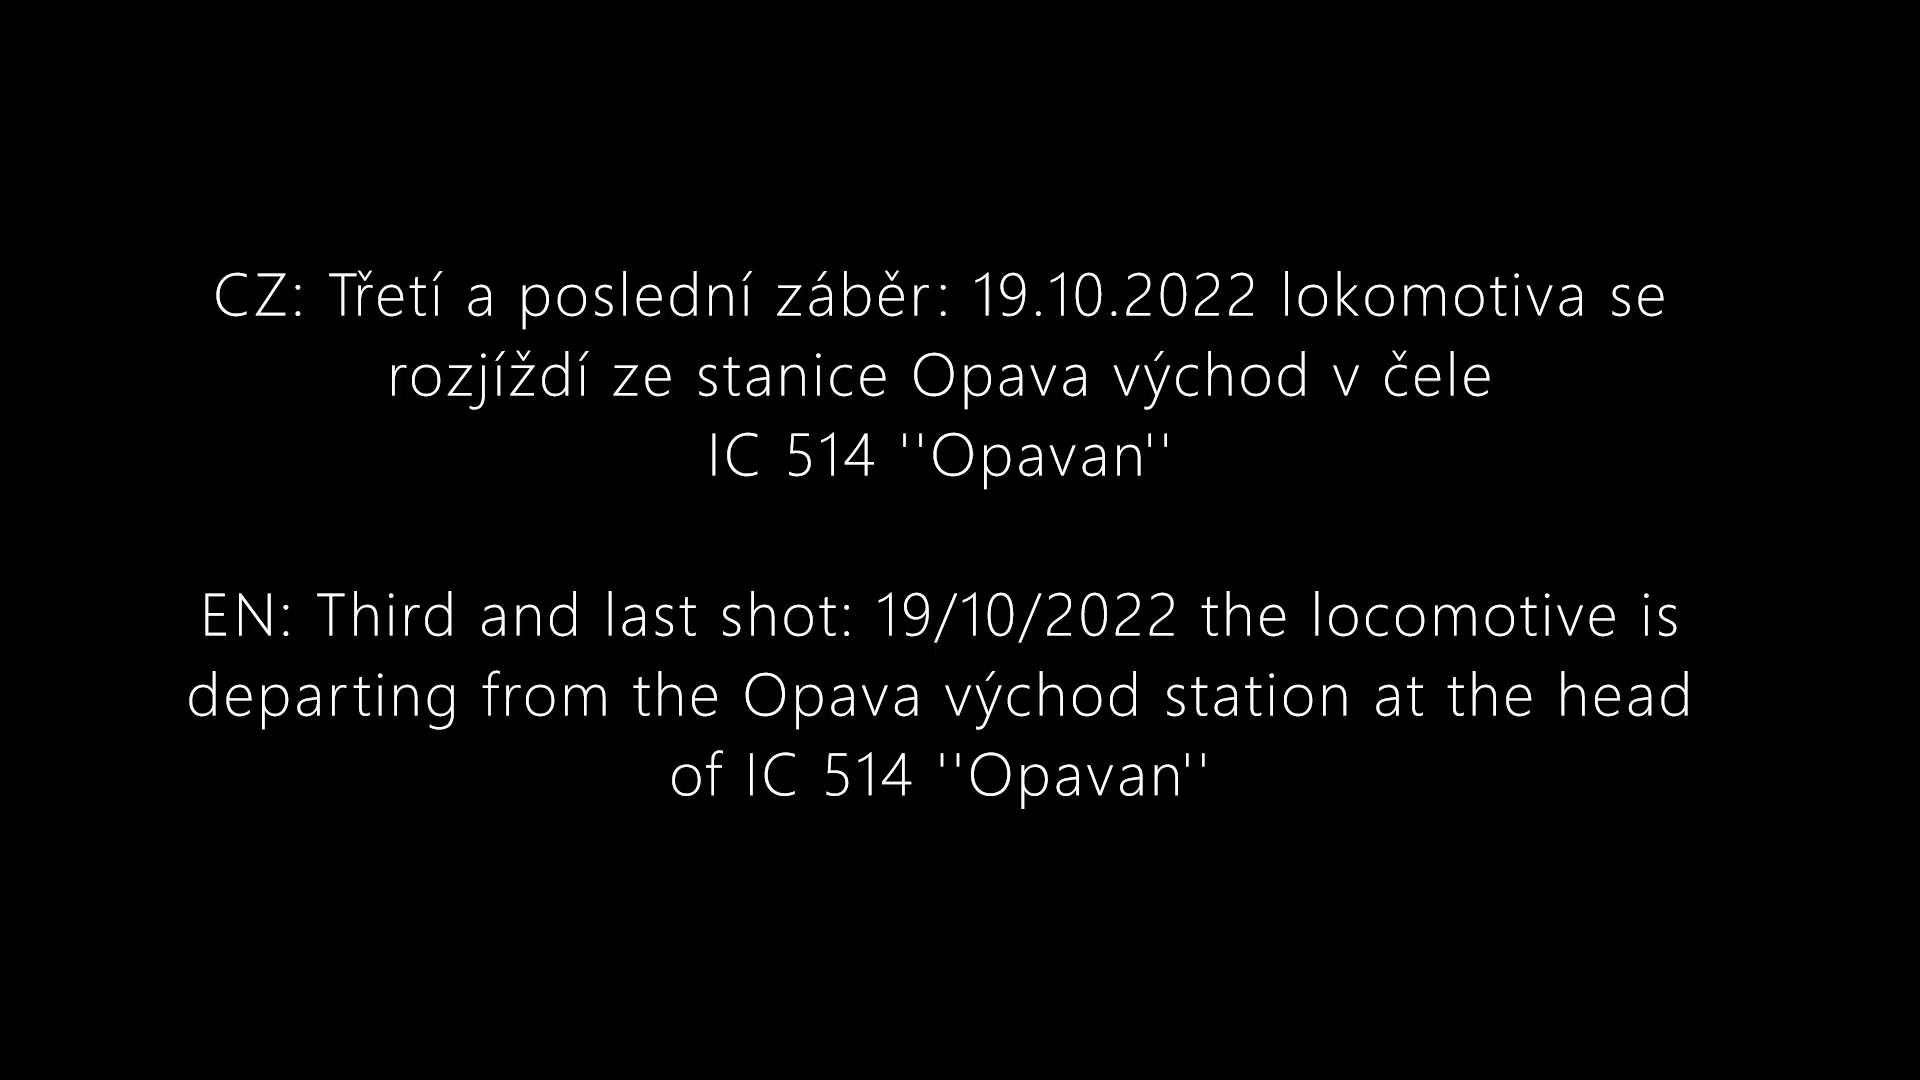 CZ: Třetí a poslední záběr: 19.10.2022 lokomotiva se
rozjíždí ze stanice Opava východ v čele
IC 514 ''Opavan''
EN: Third and last shot: 19/10/2022 the locomotive is
departing from the Opava východ station at the head
of IC 514 ''Opavan''